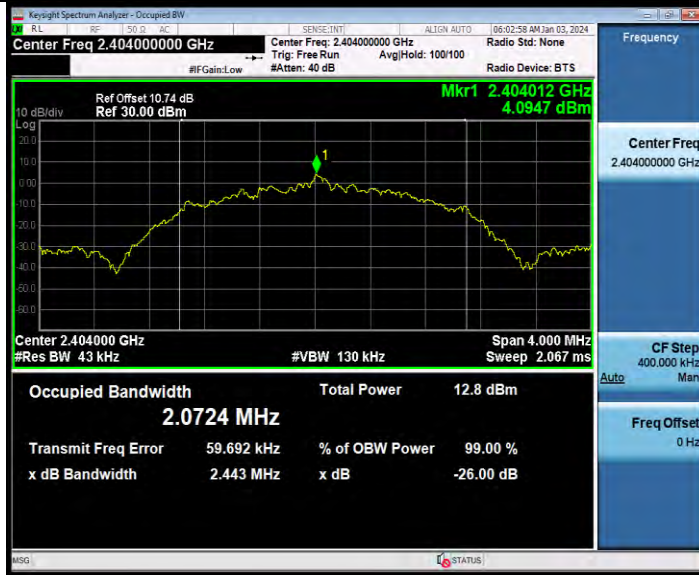 Keysight Spectrum Analyzer - Occupied BW
RL RF 50 Ω AC SENSE:INT ALIGN AUTO 06:02:58 AM Jan 03, 2024
Center Freq 2.404000000 GHz
Center Freq: 2.404000000 GHz Radio Std: None
Trig: Free Run Avg|Hold: 100/100
#IFGain:Low #Atten: 40 dB Radio Device: BTS
Frequency
Ref Offset 10.74 dB
10 dB/div Ref 30.00 dBm
Mkr1 2.404012 GHz
4.0947 dBm
Log
20.0
10.0
0.00
-10.0
-20.0
-30.0
-40.0
-50.0
-60.0
1
Center 2.404000 GHz Span 4.000 MHz
#Res BW 43 kHz #VBW 130 kHz Sweep 2.067 ms
Occupied Bandwidth Total Power 12.8 dBm
2.0724 MHz
Transmit Freq Error 59.692 kHz % of OBW Power 99.00 %
x dB Bandwidth 2.443 MHz x dB -26.00 dB
Center Freq
2.404000000 GHz
CF Step
400.000 kHz
Auto Man
Freq Offset
0 Hz
MSG STATUS